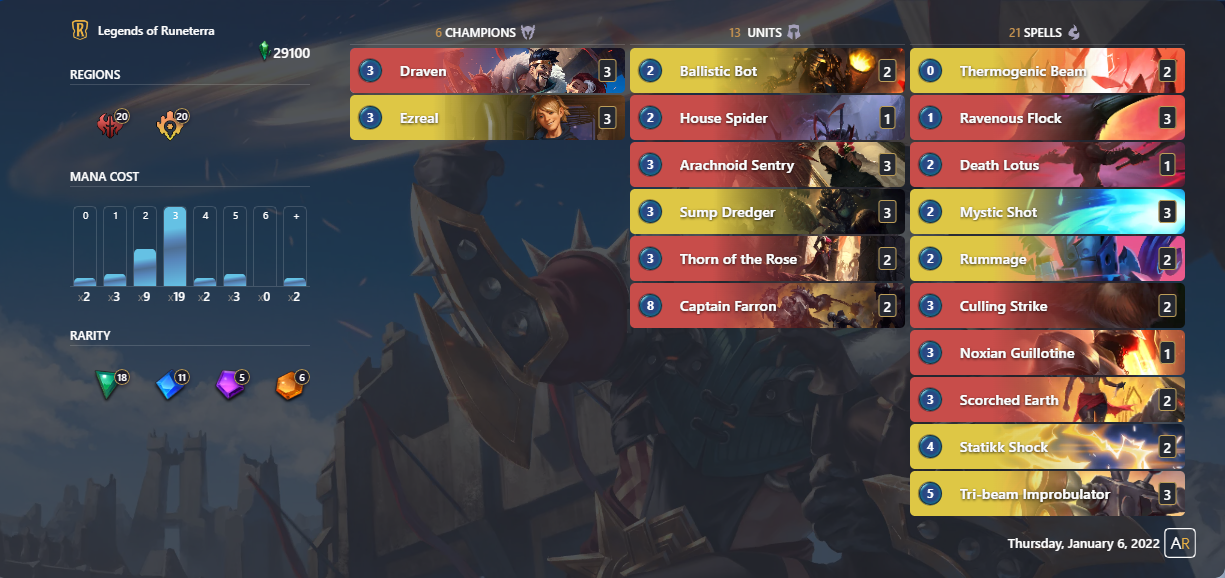 Legends of Runeterra
29100
REGIONS
20
20
MANA COST
0 1 2 3 4 5 6 +
x2 x3 x9 x19 x2 x3 x0 x2
RARITY
18 11 5 6
6 CHAMPIONS
3 Draven 3
3 Ezreal 3
13 UNITS
2 Ballistic Bot 2
2 House Spider 1
3 Arachnoid Sentry 3
3 Sump Dredger 3
3 Thorn of the Rose 2
8 Captain Farron 2
21 SPELLS
0 Thermogenic Beam 2
1 Ravenous Flock 3
2 Death Lotus 1
2 Mystic Shot 3
2 Rummage 2
3 Culling Strike 2
3 Noxian Guillotine 1
3 Scorched Earth 2
4 Statikk Shock 2
5 Tri-beam Improbulator 3
Thursday, January 6, 2022 AR